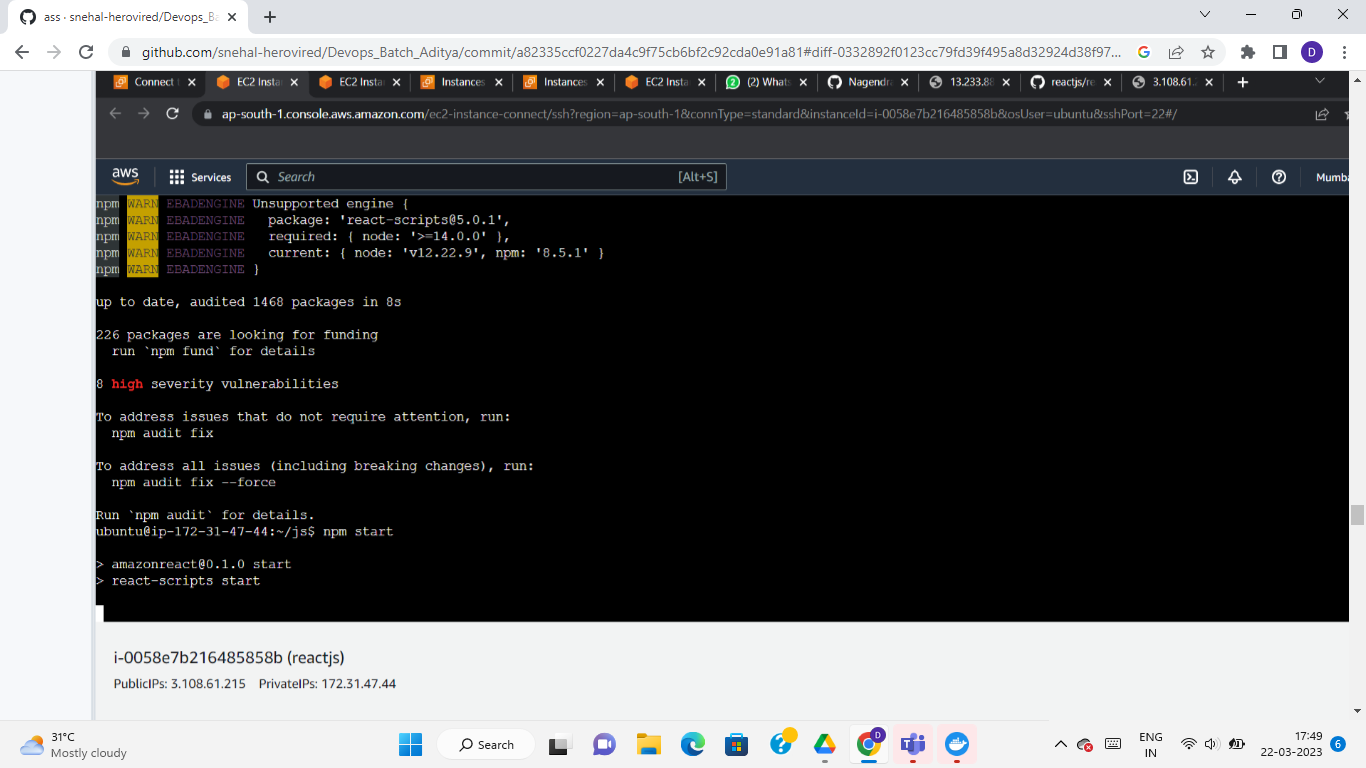 ass · snehal-herovired/Devops_Ba
github.com/snehal-herovired/Devops_Batch_Aditya/commit/a82335ccf0227da4c9f75cb6bf2c92cda0e91a81#diff-0332892f0123cc79fd39f495a8d32924d38f97...
D
Connect
EC2 Insta
EC2 Insta
Instances
Instances
EC2 Insta
(2) Whats
Nagendra
13.233.88
reactjs/re
3.108.61.
ap-south-1.console.aws.amazon.com/ec2-instance-connect/ssh?region=ap-south-1&connType=standard&instanceId=i-0058e7b216485858b&osUser=ubuntu&sshPort=22#/
aws
Services
Search
[Alt+S]
Mumba
npm WARN EBADENGINE Unsupported engine {
npm WARN EBADENGINE   package: 'react-scripts@5.0.1',
npm WARN EBADENGINE   required: { node: '>=14.0.0' },
npm WARN EBADENGINE   current: { node: 'v12.22.9', npm: '8.5.1' }
npm WARN EBADENGINE }
up to date, audited 1468 packages in 8s
226 packages are looking for funding
run `npm fund` for details
8 high severity vulnerabilities
To address issues that do not require attention, run:
npm audit fix
To address all issues (including breaking changes), run:
npm audit fix --force
Run `npm audit` for details.
ubuntu@ip-172-31-47-44:~/js$ npm start
> amazonreact@0.1.0 start
> react-scripts start
i-0058e7b216485858b (reactjs)
PublicIPs: 3.108.61.215 PrivateIPs: 172.31.47.44
31°C
Mostly cloudy
Search
D
ENG
IN
17:49
22-03-2023
6